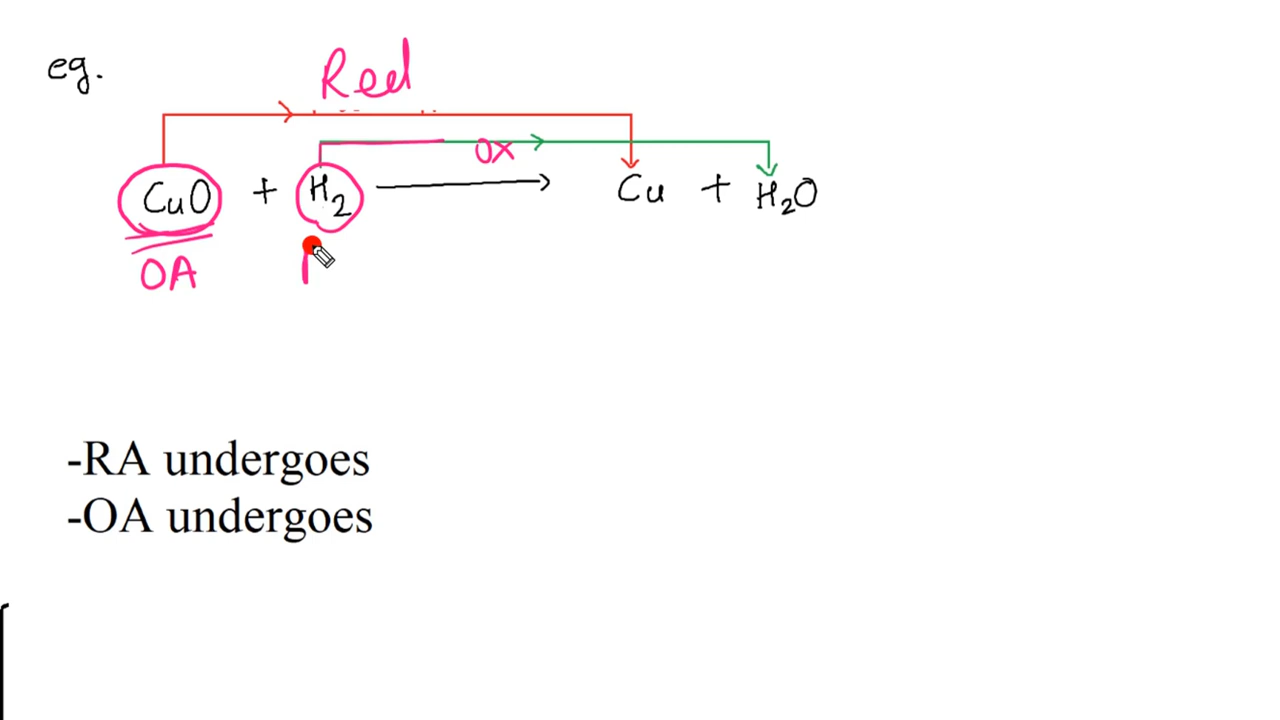 eg.
Red
OX
CuO + H₂ ⟶ Cu + H₂O
OA
-RA undergoes
-OA undergoes